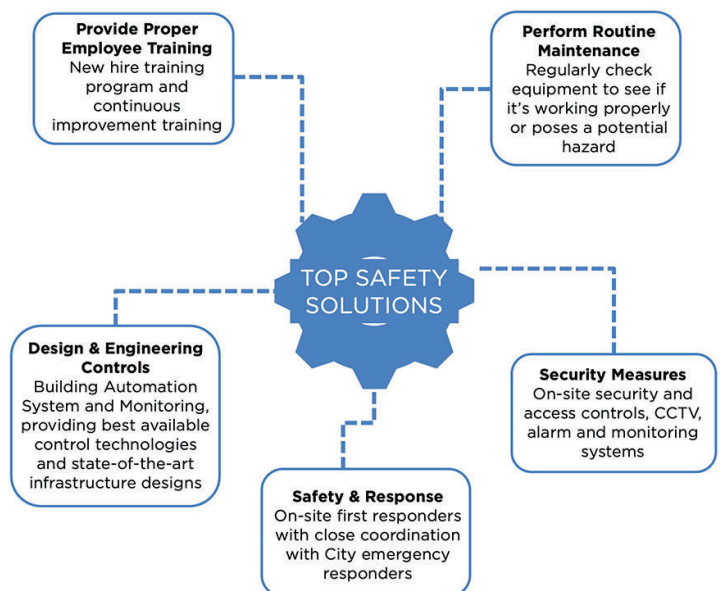 Provide Proper
Employee Training
New hire training
program and
continuous
improvement training
Perform Routine
Maintenance
Regularly check
equipment to see if
it's working properly
or poses a potential
hazard
TOP SAFETY
SOLUTIONS
Design & Engineering
Controls
Building Automation
System and Monitoring,
providing best available
control technologies
and state-of-the-art
infrastructure designs
Security Measures
On-site security and
access controls, CCTV,
alarm and monitoring
systems
Safety & Response
On-site first responders
with close coordination
with City emergency
responders